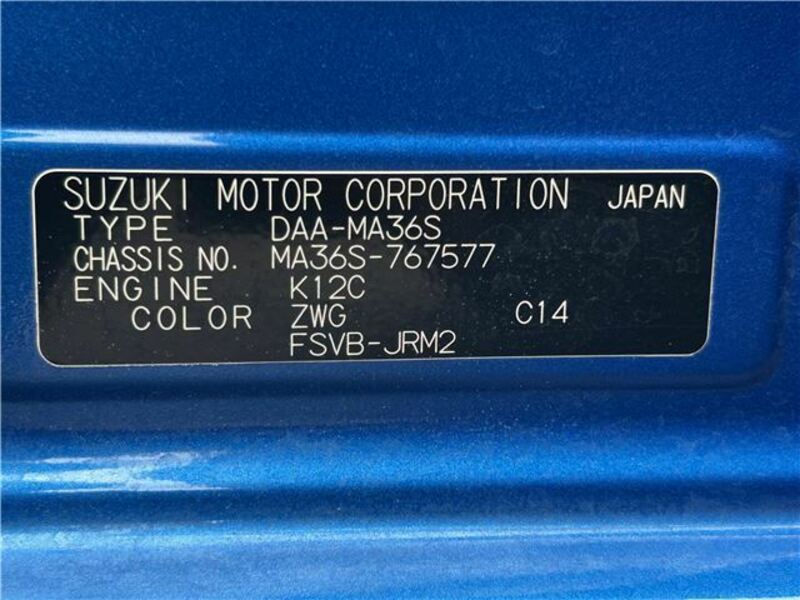 SUZUKI MOTOR CORPORATION JAPAN
TYPE DAA-MA36S
CHASSIS NO. MA36S-767577
ENGINE K12C
COLOR ZWG C14
FSVB-JRM2